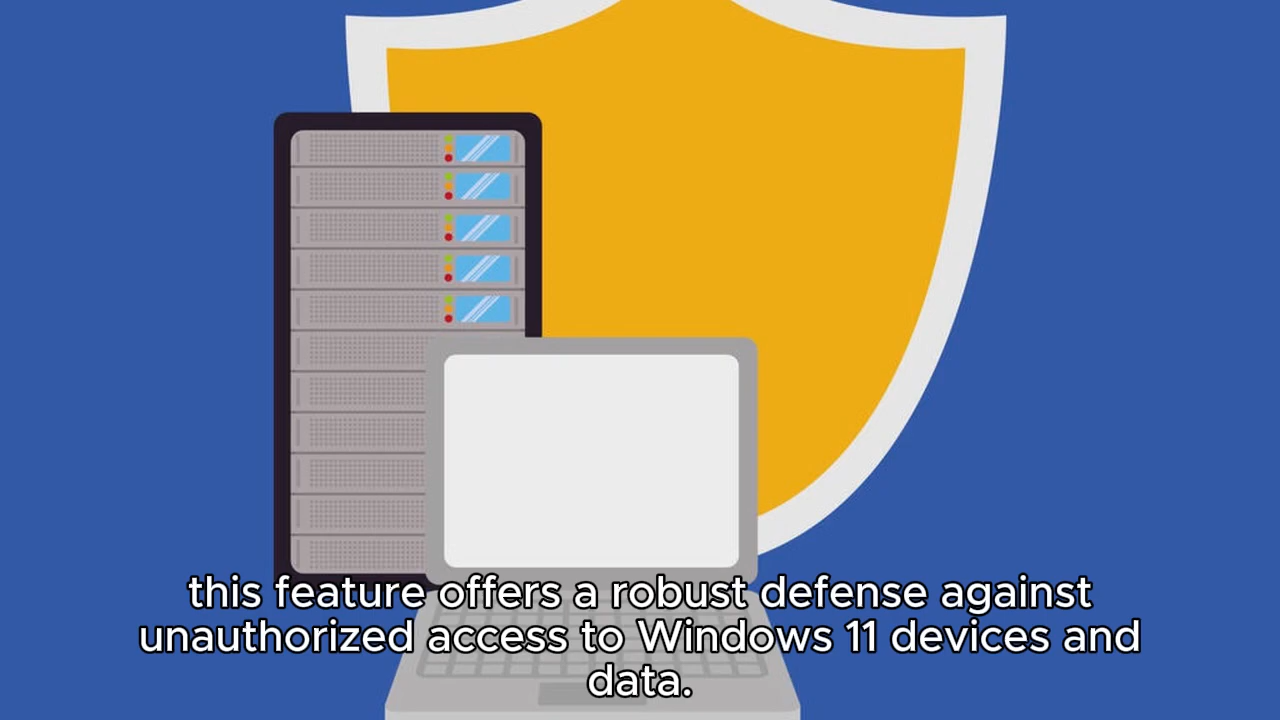 this feature offers a robust defense against
unauthorized access to Windows 11 devices and
data.